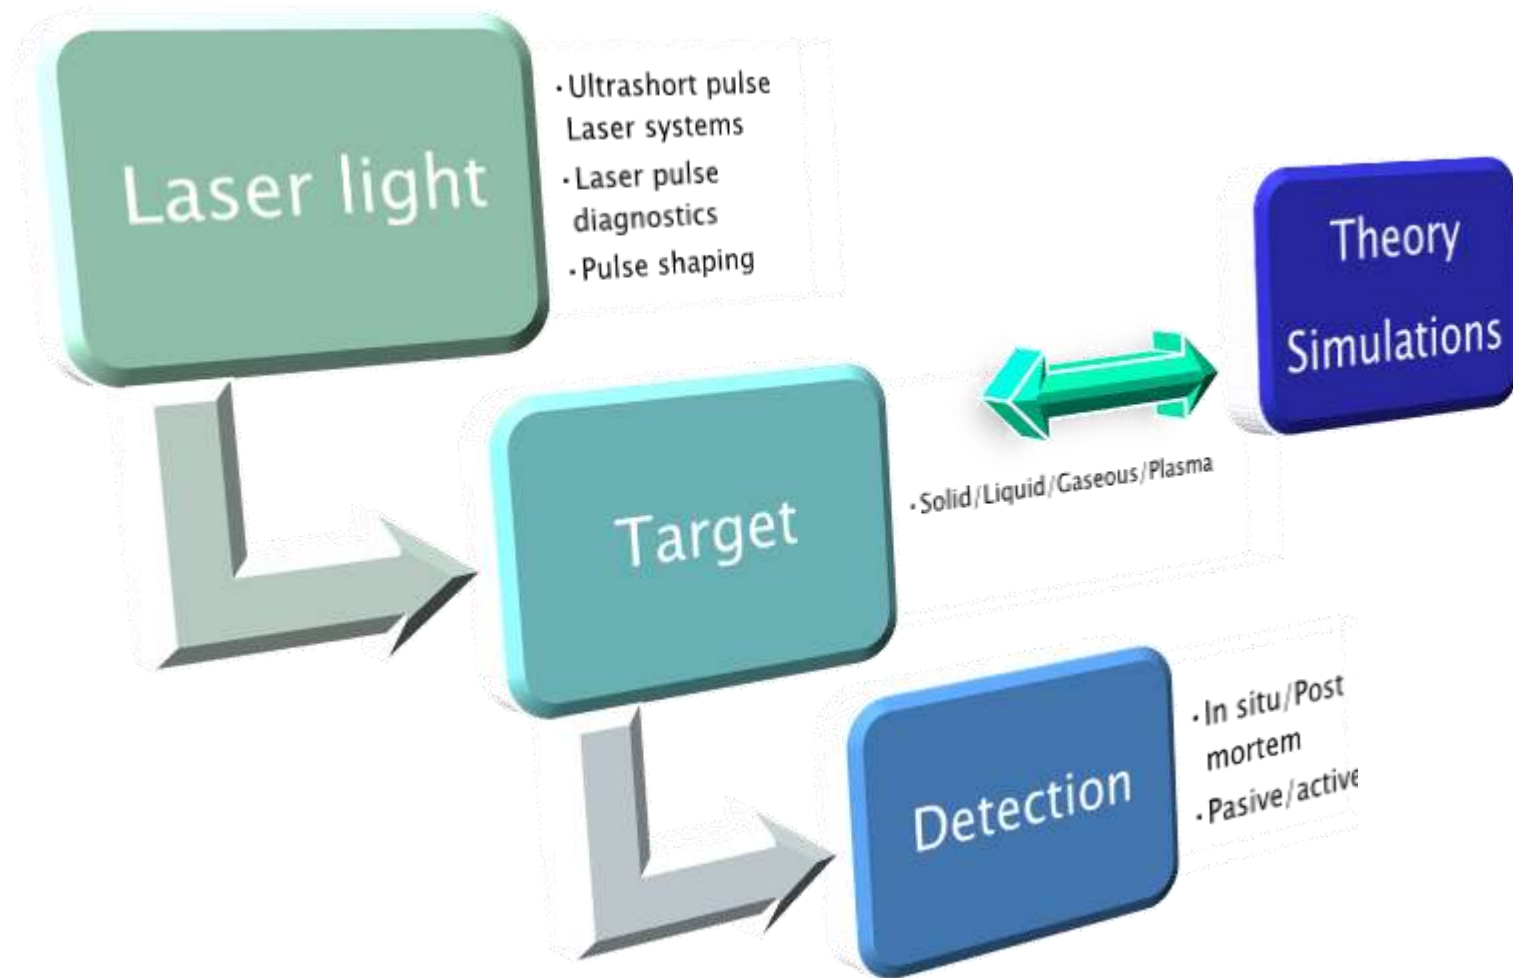 Laser light
· Ultrashort pulse
Laser systems
· Laser pulse
diagnostics
· Pulse shaping
Theory
Simulations
Target
· Solid/Liquid/Gaseous/Plasma
Detection
· In situ/Post
mortem
· Pasive/active